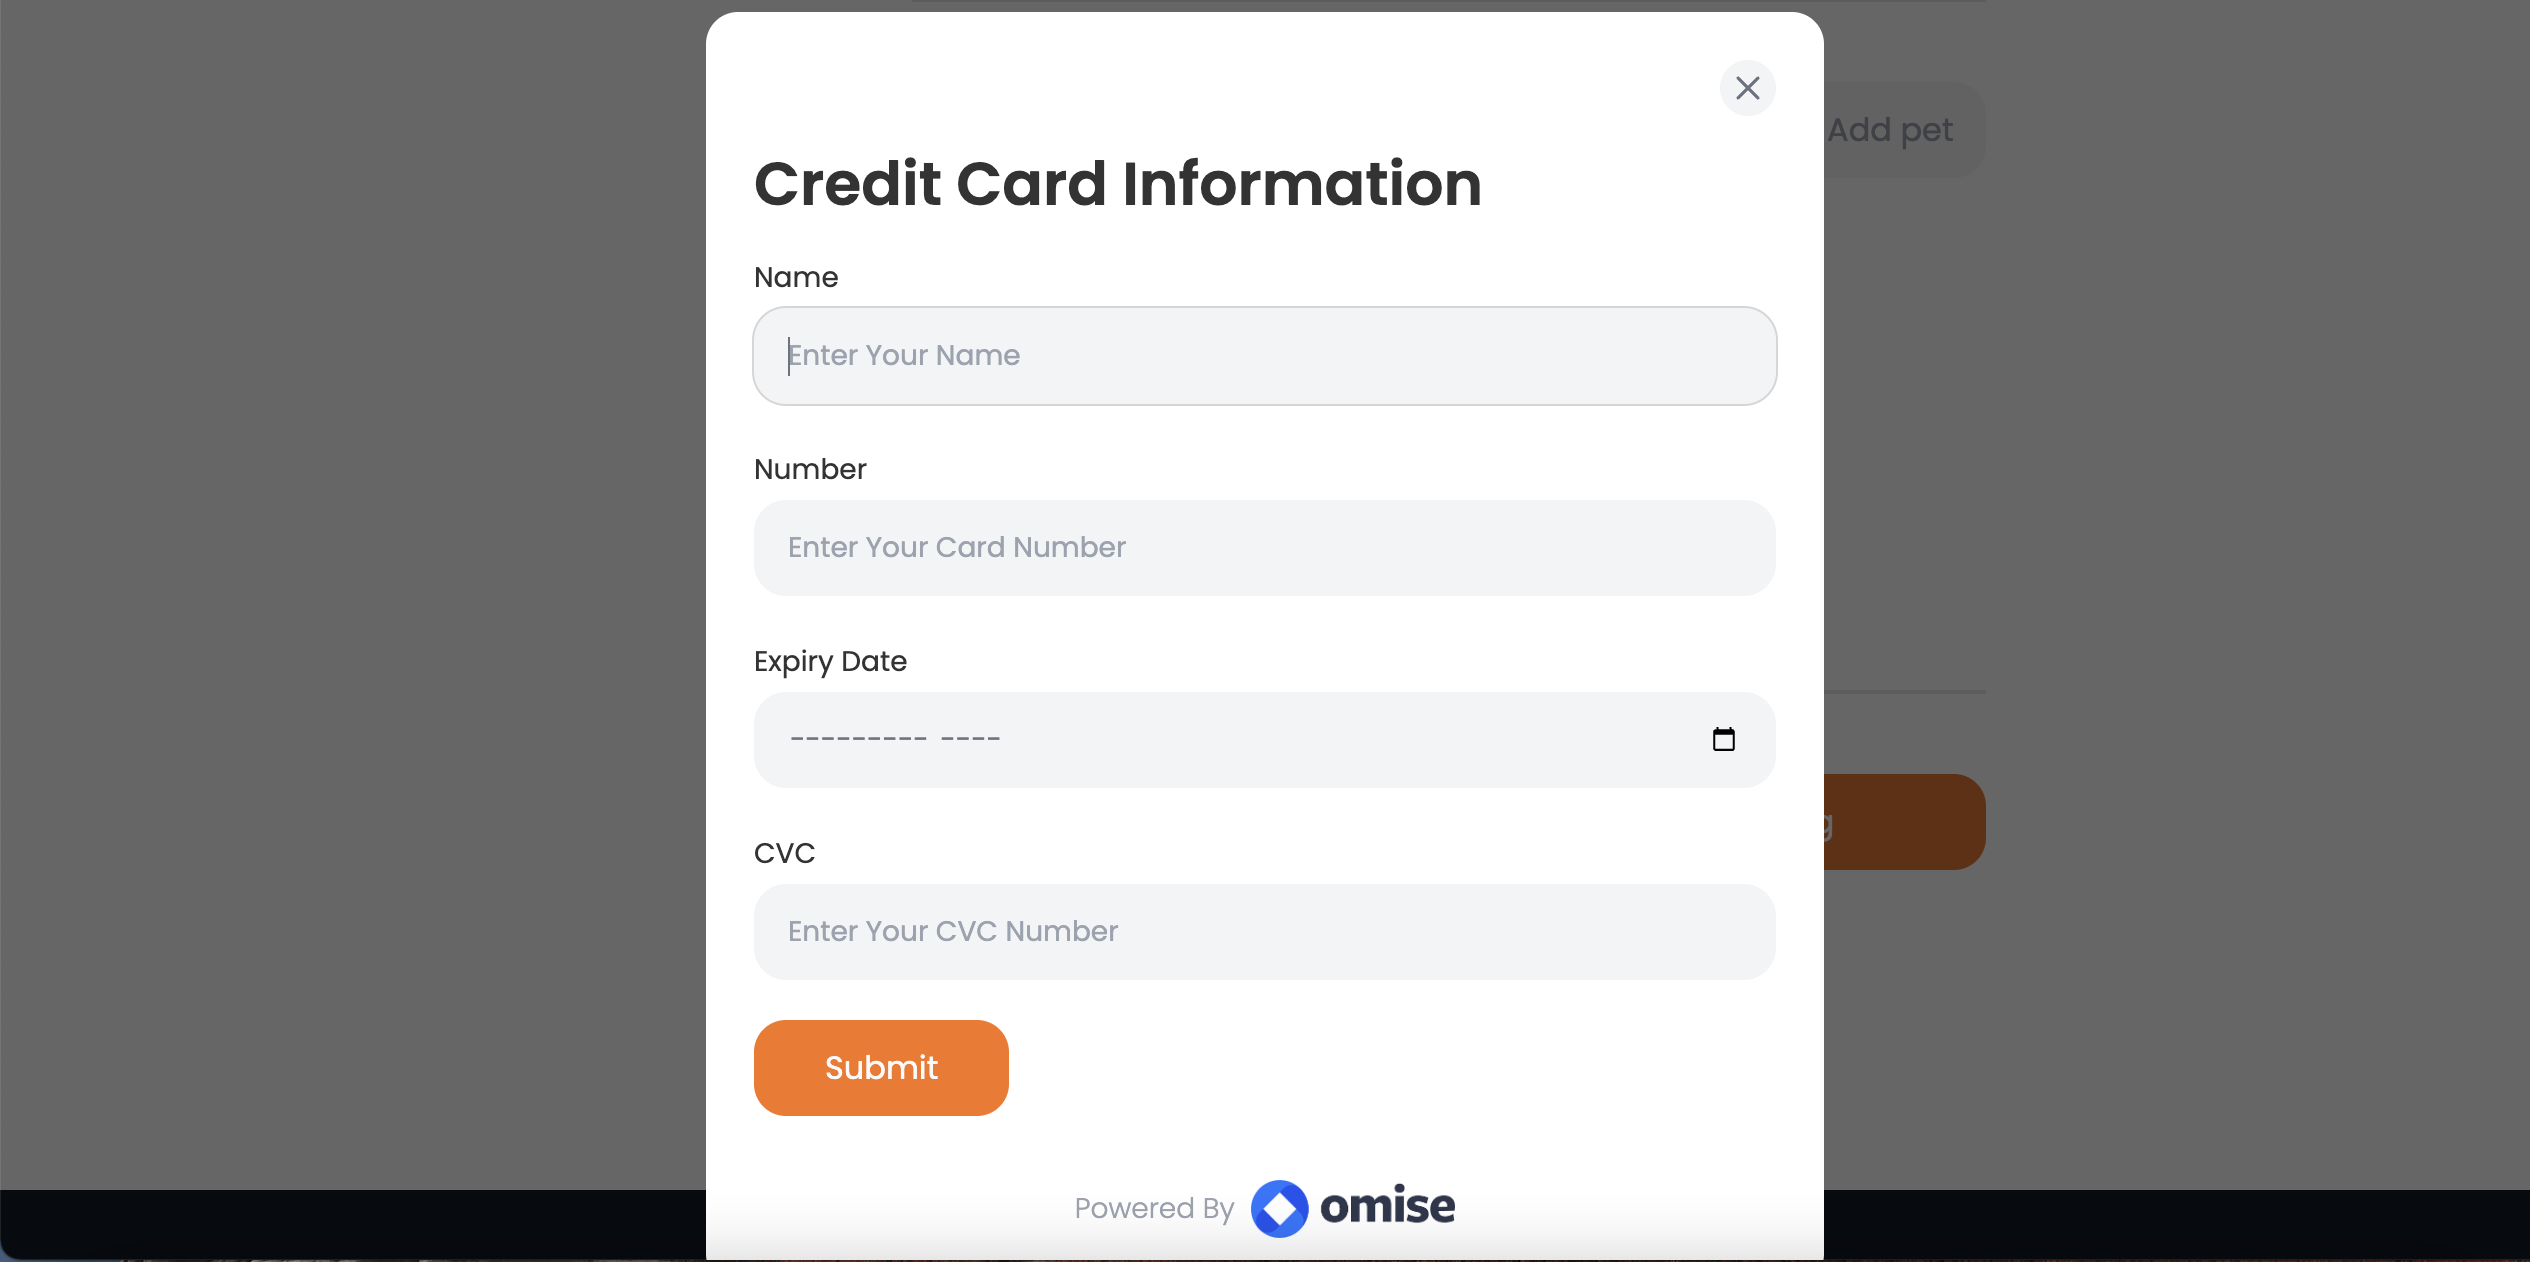 Add pet
Credit Card Information
Name
Enter Your Name
Number
Enter Your Card Number
Expiry Date
--------- ----
CVC
Enter Your CVC Number
Submit
Powered By omise